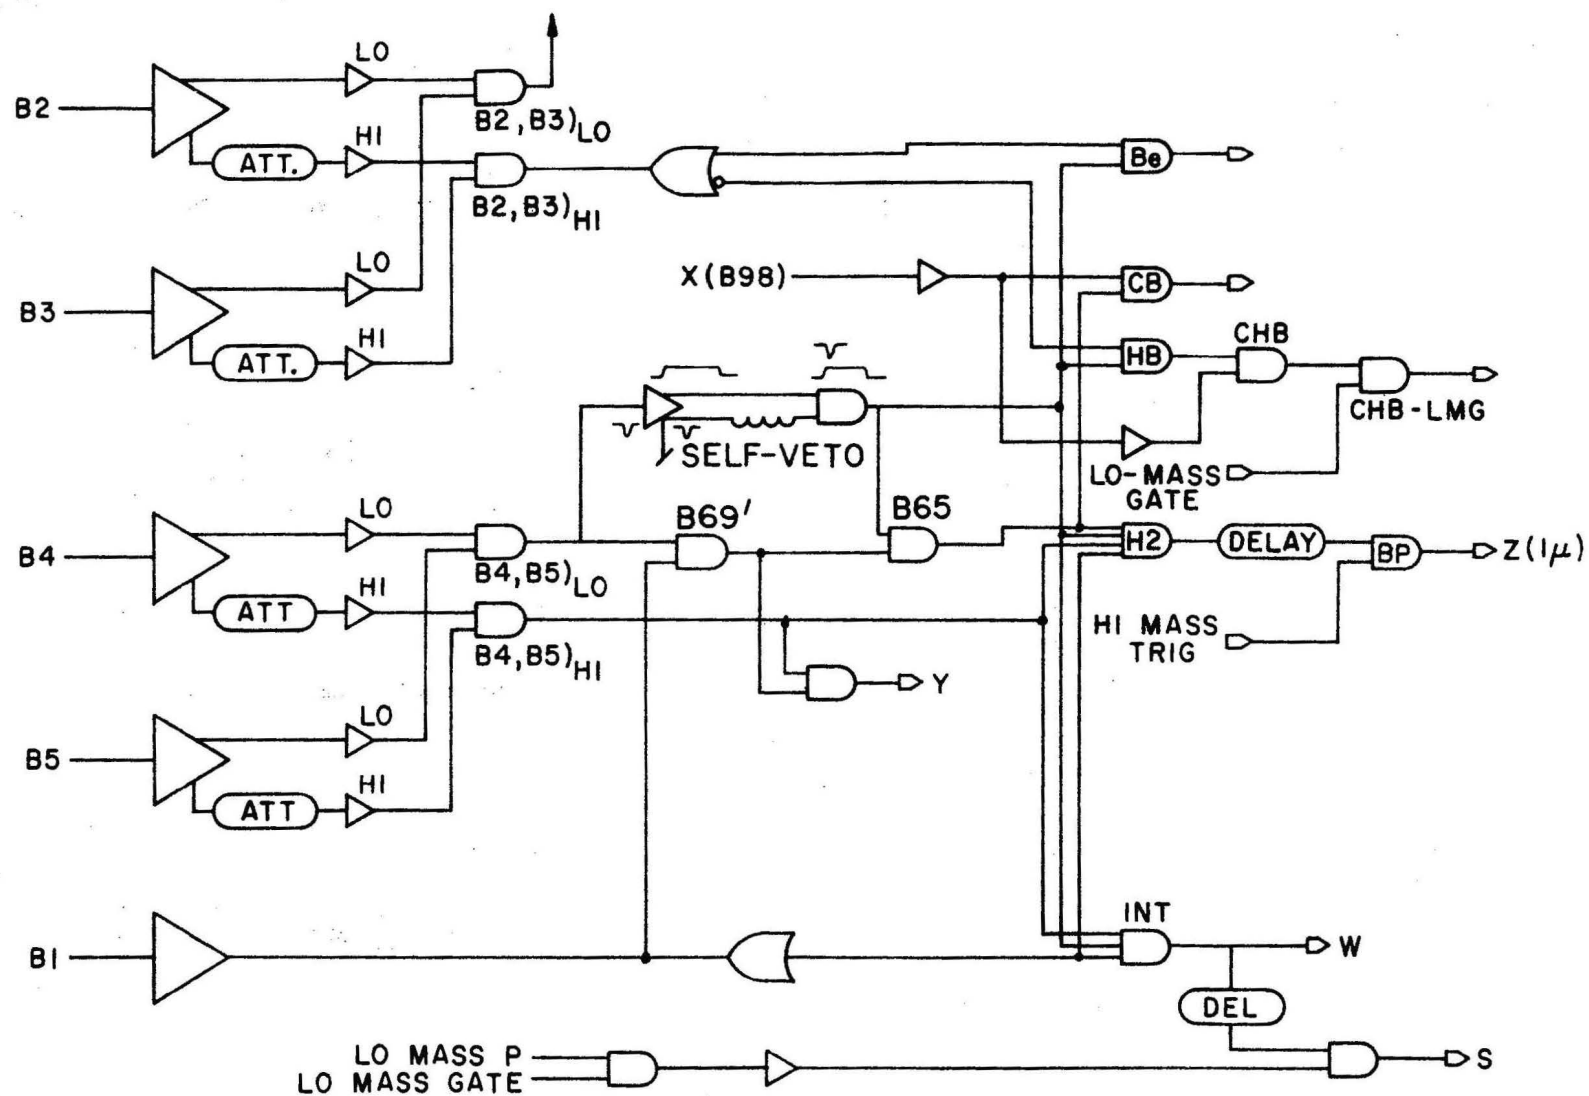 LO
B2
B2,B3)LO
HI
ATT.
Be
B2,B3)HI
LO
X(B98)
CB
B3
HI
CHB
ATT.
HB
CHB-LMG
SELF-VETO
LO-MASS
GATE
LO
B69'
B65
B4
H2
DELAY
BP
Z(1μ)
B4,B5)LO
HI
ATT
HI MASS
TRIG
B4,B5)HI
Y
LO
B5
HI
ATT
INT
W
B1
DEL
LO MASS P
S
LO MASS GATE